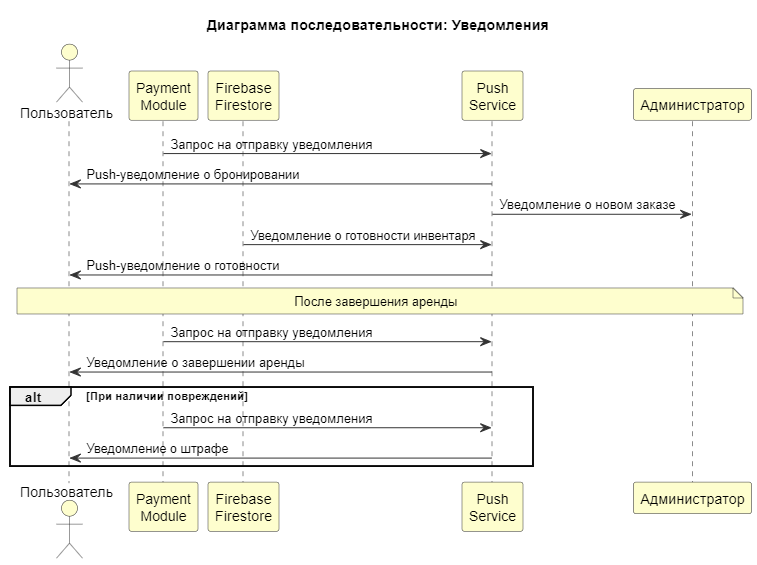 Диаграмма последовательности: Уведомления
Пользователь
Payment
Module
Firebase
Firestore
Push
Service
Администратор
Запрос на отправку уведомления
Push-уведомление о бронировании
Уведомление о новом заказе
Уведомление о готовности инвентаря
Push-уведомление о готовности
После завершения аренды
Запрос на отправку уведомления
Уведомление о завершении аренды
alt [При наличии повреждений]
Запрос на отправку уведомления
Уведомление о штрафе
Пользователь
Payment
Module
Firebase
Firestore
Push
Service
Администратор